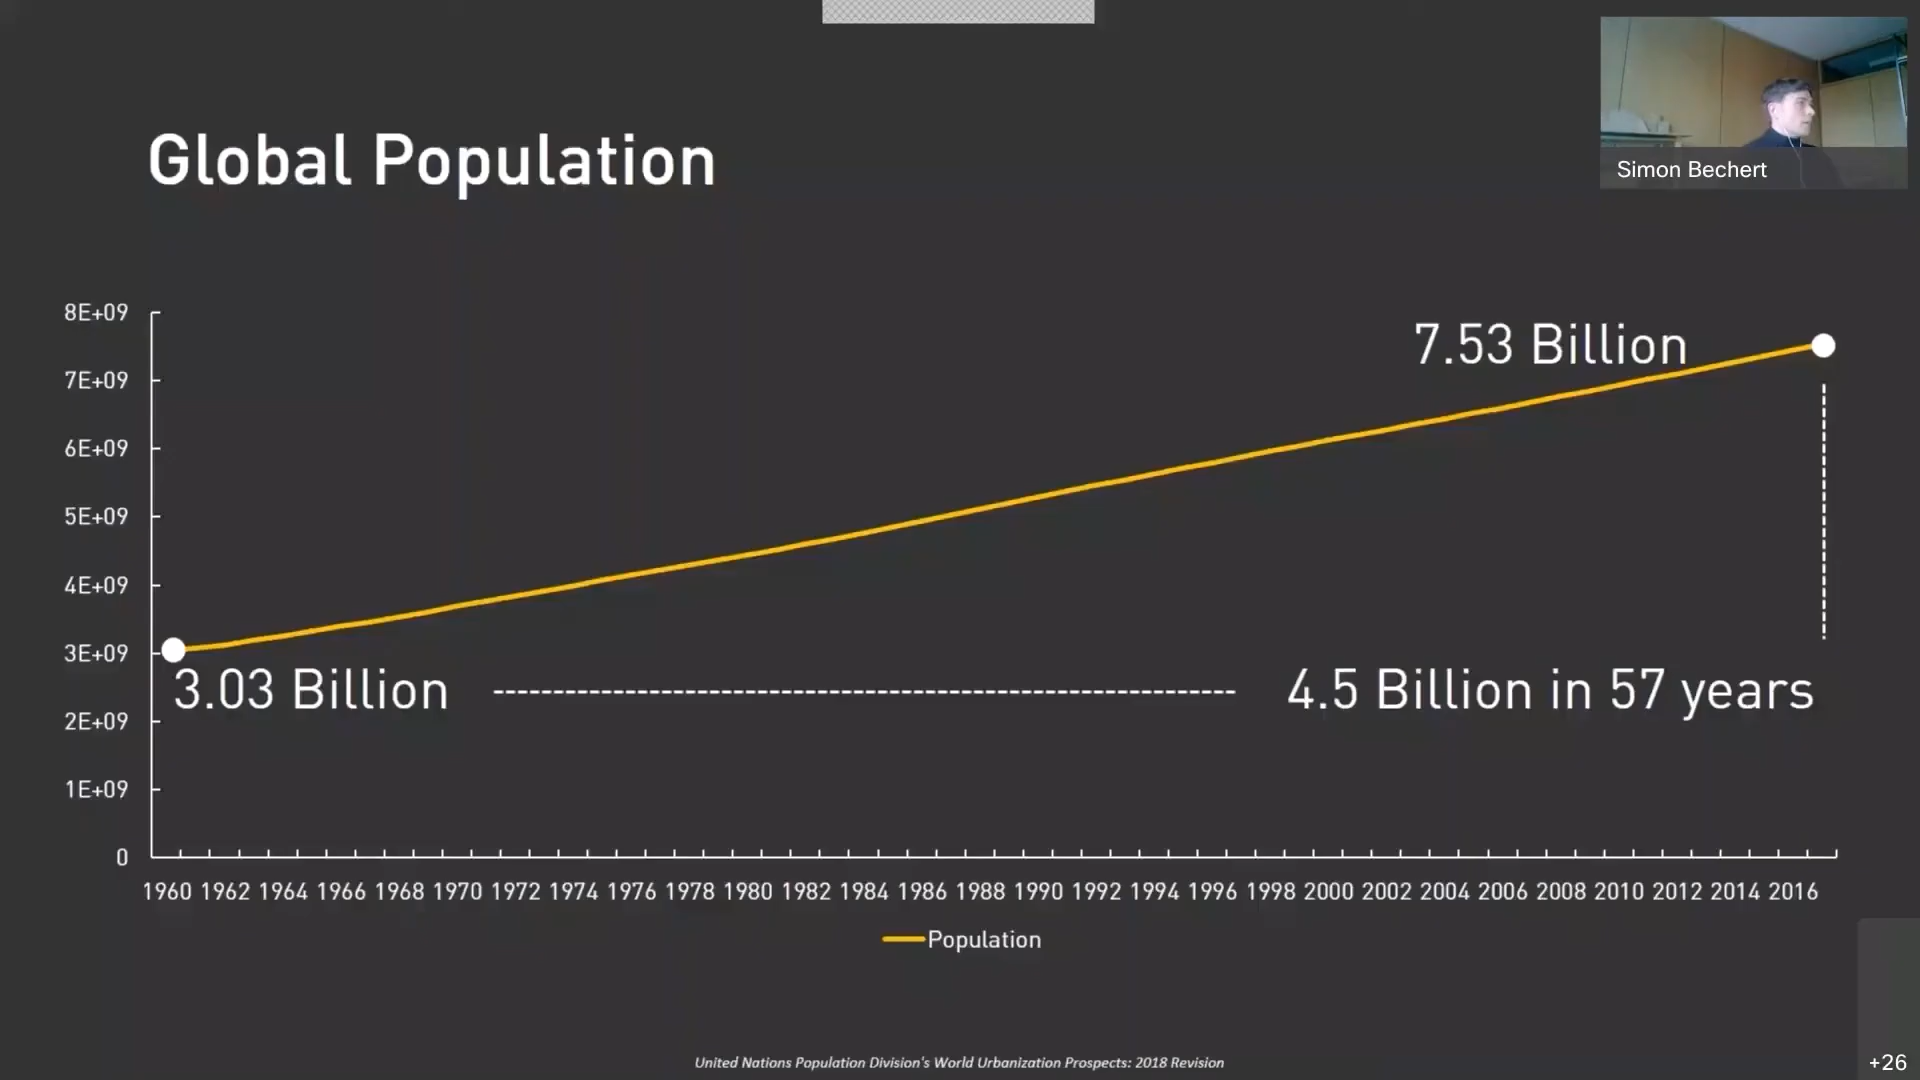 Simon Bechert
Global Population
8E+09
7.53 Billion
7E+09
6E+09
5E+09
4E+09
3E+09
3.03 Billion
4.5 Billion in 57 years
2E+09
1E+09
0
1960 1962 1964 1966 1968 1970 1972 1974 1976 1978 1980 1982 1984 1986 1988 1990 1992 1994 1996 1998 2000 2002 2004 2006 2008 2010 2012 2014 2016
Population
United Nations Population Division's World Urbanization Prospects: 2018 Revision
+26